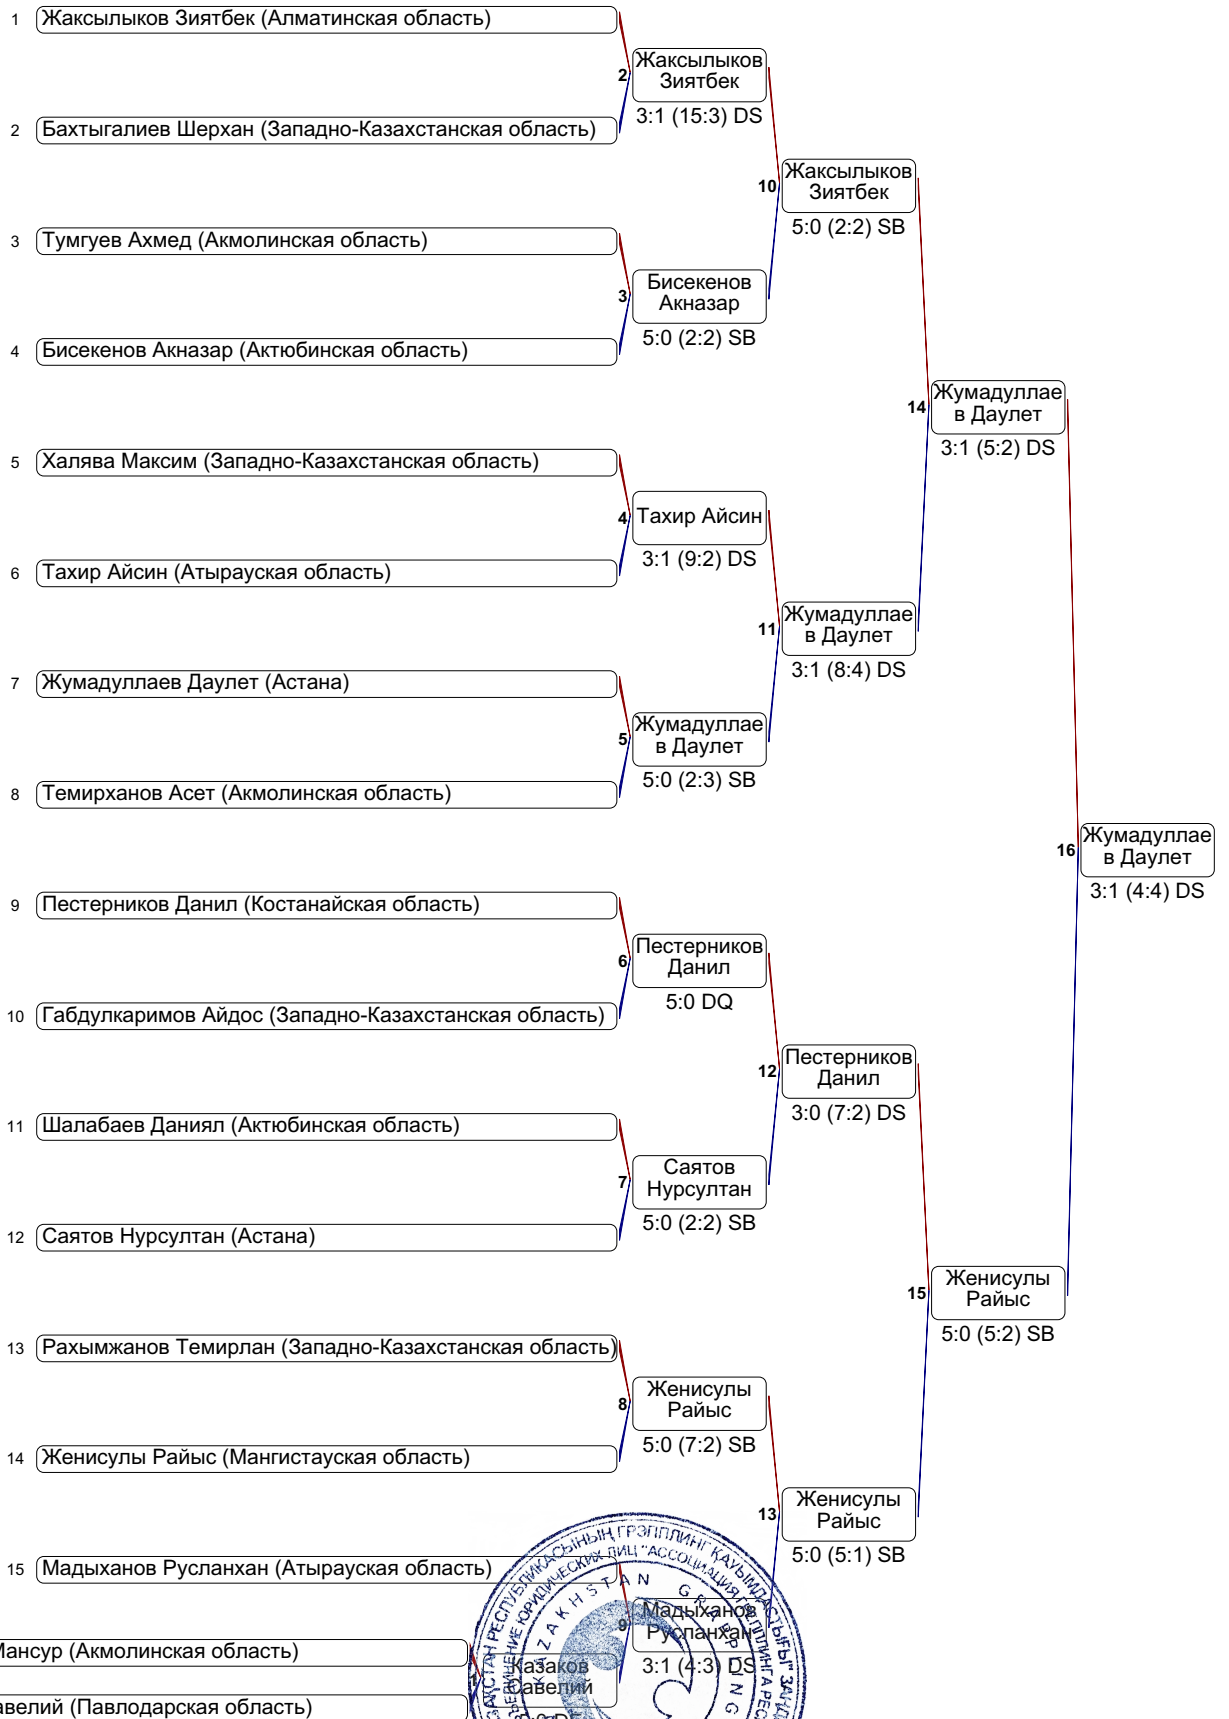 1 Жаксылыков Зиятбек (Алматинская область)
2 Жаксылыков
Зиятбек
3:1 (15:3) DS
2 Бахтыгалиев Шерхан (Западно-Казахстанская область)
10 Жаксылыков
Зиятбек
5:0 (2:2) SB
3 Тумгуев Ахмед (Акмолинская область)
3 Бисекенов
Акназар
5:0 (2:2) SB
4 Бисекенов Акназар (Актюбинская область)
14 Жумадуллае
в Даулет
3:1 (5:2) DS
5 Халява Максим (Западно-Казахстанская область)
4 Тахир Айсин
3:1 (9:2) DS
6 Тахир Айсин (Атырауская область)
11 Жумадуллае
в Даулет
3:1 (8:4) DS
7 Жумадуллаев Даулет (Астана)
5 Жумадуллае
в Даулет
5:0 (2:3) SB
8 Темирханов Асет (Акмолинская область)
16 Жумадуллае
в Даулет
3:1 (4:4) DS
9 Пестерников Данил (Костанайская область)
6 Пестерников
Данил
5:0 DQ
10 Габдулкаримов Айдос (Западно-Казахстанская область)
12 Пестерников
Данил
3:0 (7:2) DS
11 Шалабаев Даниял (Актюбинская область)
7 Саятов
Нурсултан
5:0 (2:2) SB
12 Саятов Нурсултан (Астана)
15 Женисулы
Райыс
5:0 (5:2) SB
13 Рахымжанов Темирлан (Западно-Казахстанская область)
8 Женисулы
Райыс
5:0 (7:2) SB
14 Женисулы Райыс (Мангистауская область)
13 Женисулы
Райыс
5:0 (5:1) SB
15 Мадыханов Русланхан (Атырауская область)
9 Мадыханов
Русланхан
3:1 (4:3) DS
Мансур (Акмолинская область)
1 Казаков
Савелий
авелий (Павлодарская область)
KAZAKHSTAN GRAPPLING